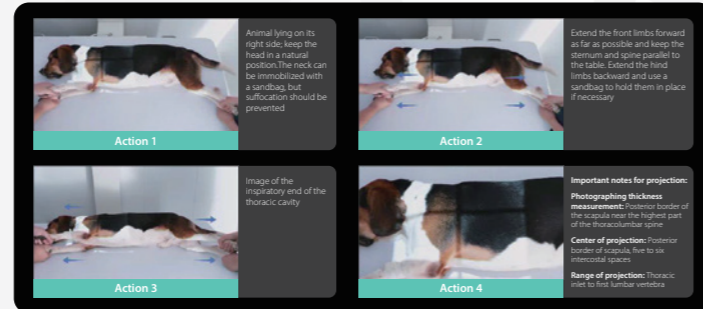 Animal lying on its
right side; keep the
head in a natural
position.The neck can
be immobilized with
a sandbag, but
suffocation should be
prevented
Action 1
Extend the front limbs forward
as far as possible and keep the
sternum and spine parallel to
the table. Extend the hind
limbs backward and use a
sandbag to hold them in place
if necessary
Action 2
Image of the
inspiratory end of the
thoracic cavity
Action 3
Important notes for projection:
Photographing thickness
measurement: Posterior border of
the scapula near the highest part
of the thoracolumbar spine
Center of projection: Posterior
border of scapula, five to six
intercostal spaces
Range of projection: Thoracic
inlet to first lumbar vertebra
Action 4